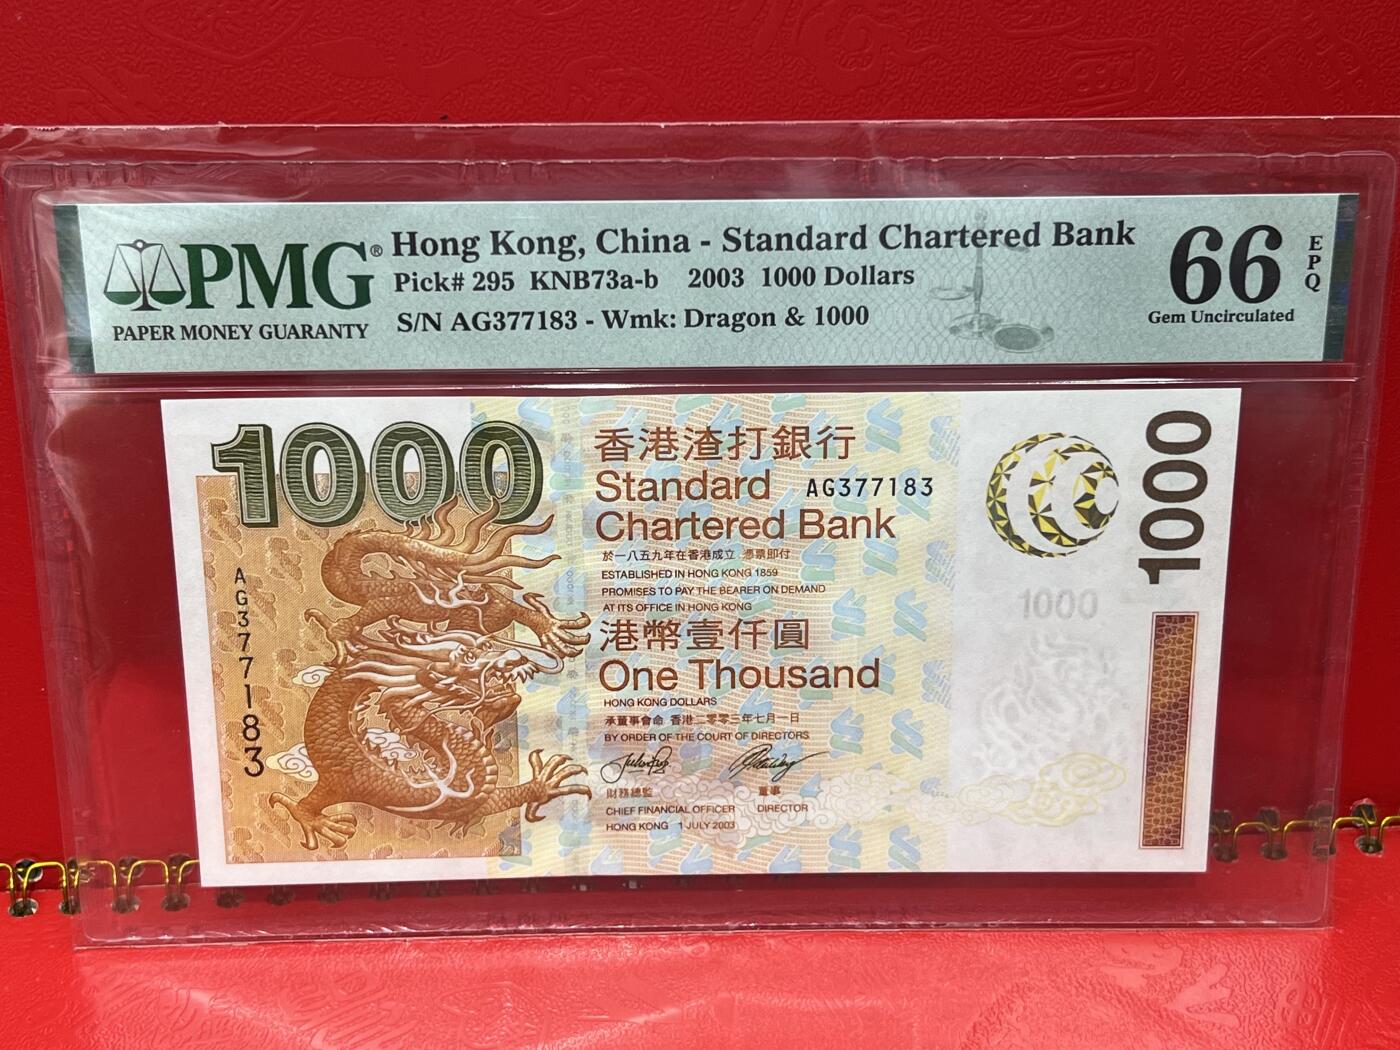 PMG®
PAPER MONEY GUARANTY
Hong Kong, China - Standard Chartered Bank
Pick# 295 KNB73a-b 2003 1000 Dollars
S/N AG377183 - Wmk: Dragon & 1000
66
EPQ
Gem Uncirculated
1000
香港渣打銀行
Standard
AG377183
Chartered Bank
於一八五九年在香港成立 憑票即付
ESTABLISHED IN HONG KONG 1859
PROMISES TO PAY THE BEARER ON DEMAND
AT ITS OFFICE IN HONG KONG
港幣壹仟圓
One Thousand
HONG KONG DOLLARS
承董事會命 香港二零零三年七月一日
BY ORDER OF THE COURT OF DIRECTORS
財務總監 董事
CHIEF FINANCIAL OFFICER DIRECTOR
HONG KONG 1 JULY 2003
AG377183
1000
1000